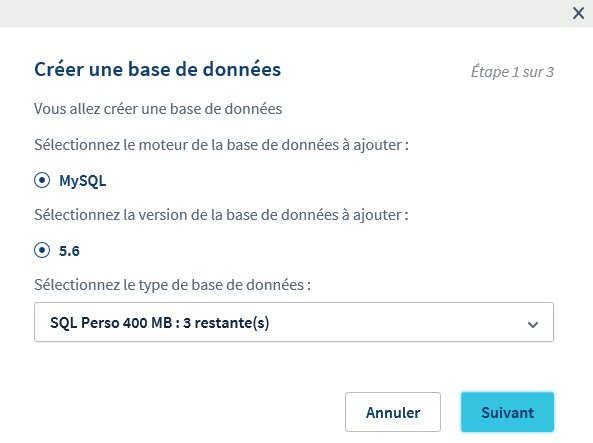 Créer une base de données
Étape 1 sur 3
Vous allez créer une base de données
Sélectionnez le moteur de la base de données à ajouter :
MySQL
Sélectionnez la version de la base de données à ajouter :
5.6
Sélectionnez le type de base de données :
SQL Perso 400 MB : 3 restante(s)
Annuler
Suivant